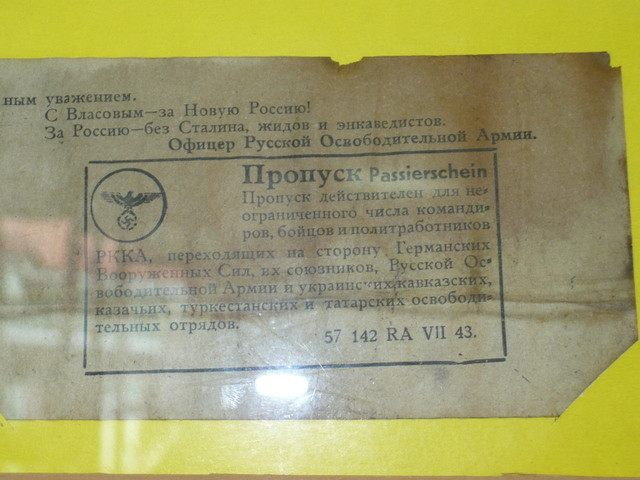 ным уважением.
С Власовым—за Новую Россию!
За Россию—без Сталина, жидов и энкаведистов.
Офицер Русской Освободительной Армии.
Пропуск Passierschein
Пропуск действителен для не-
ограниченного числа команди-
ров, бойцов и политработников
РККА, переходящих на сторону Германских
Вооруженных Сил, их союзников, Русской Ос-
вободительной Армии и украинских, кавказских,
казачьих, туркестанских и татарских освободи-
тельных отрядов.
57 142 RA VII 43.